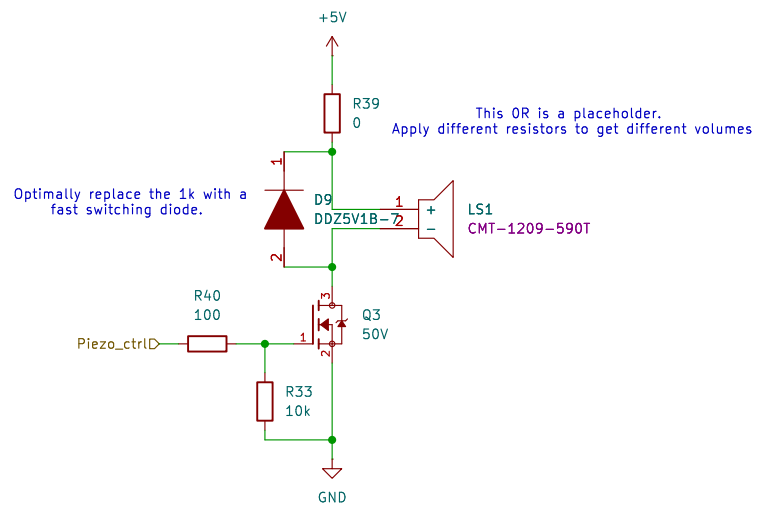 +5V
R39
0
This 0R is a placeholder.
Apply different resistors to get different volumes
1
Optimally replace the 1k with a
fast switching diode.
D9
DDZ5V1B-7
2
1
2
+
-
LS1
CMT-1209-590T
R40
100
Piezo_ctrl
3
1
2
Q3
50V
R33
10k
GND